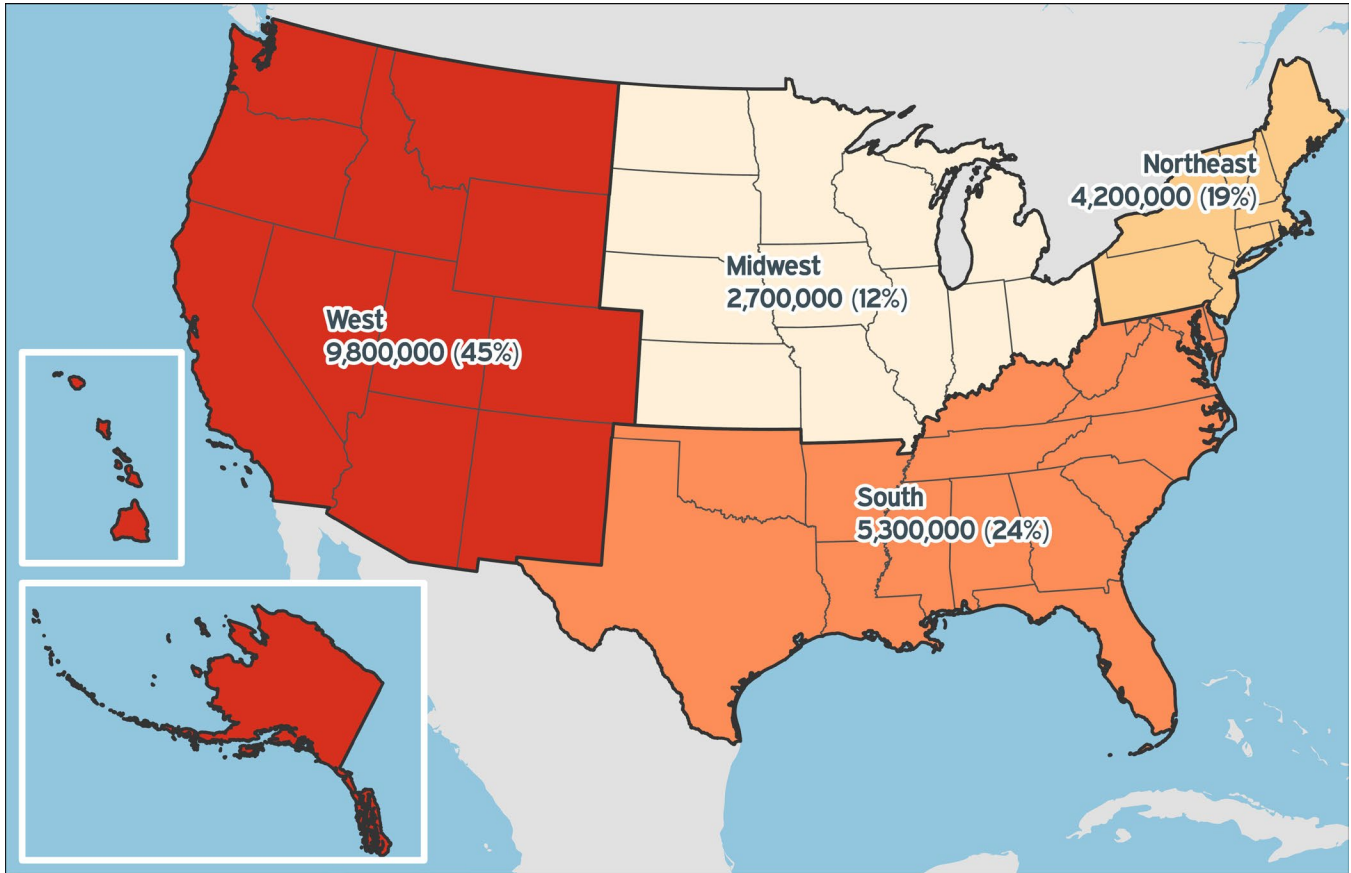 Northeast
4,200,000 (19%)
Midwest
2,700,000 (12%)
West
9,800,000 (45%)
South
5,300,000 (24%)